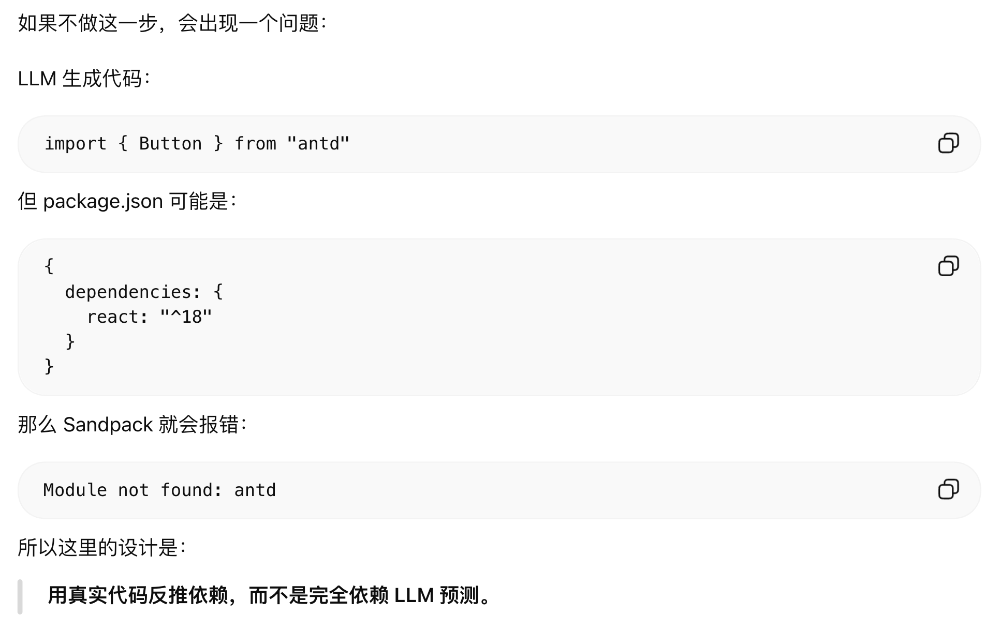 如果不做这一步，会出现一个问题：
LLM 生成代码：
import { Button } from "antd"
但 package.json 可能是：
{
  dependencies: {
    react: "^18"
  }
}
那么 Sandpack 就会报错：
Module not found: antd
所以这里的设计是：
用真实代码反推依赖，而不是完全依赖 LLM 预测。